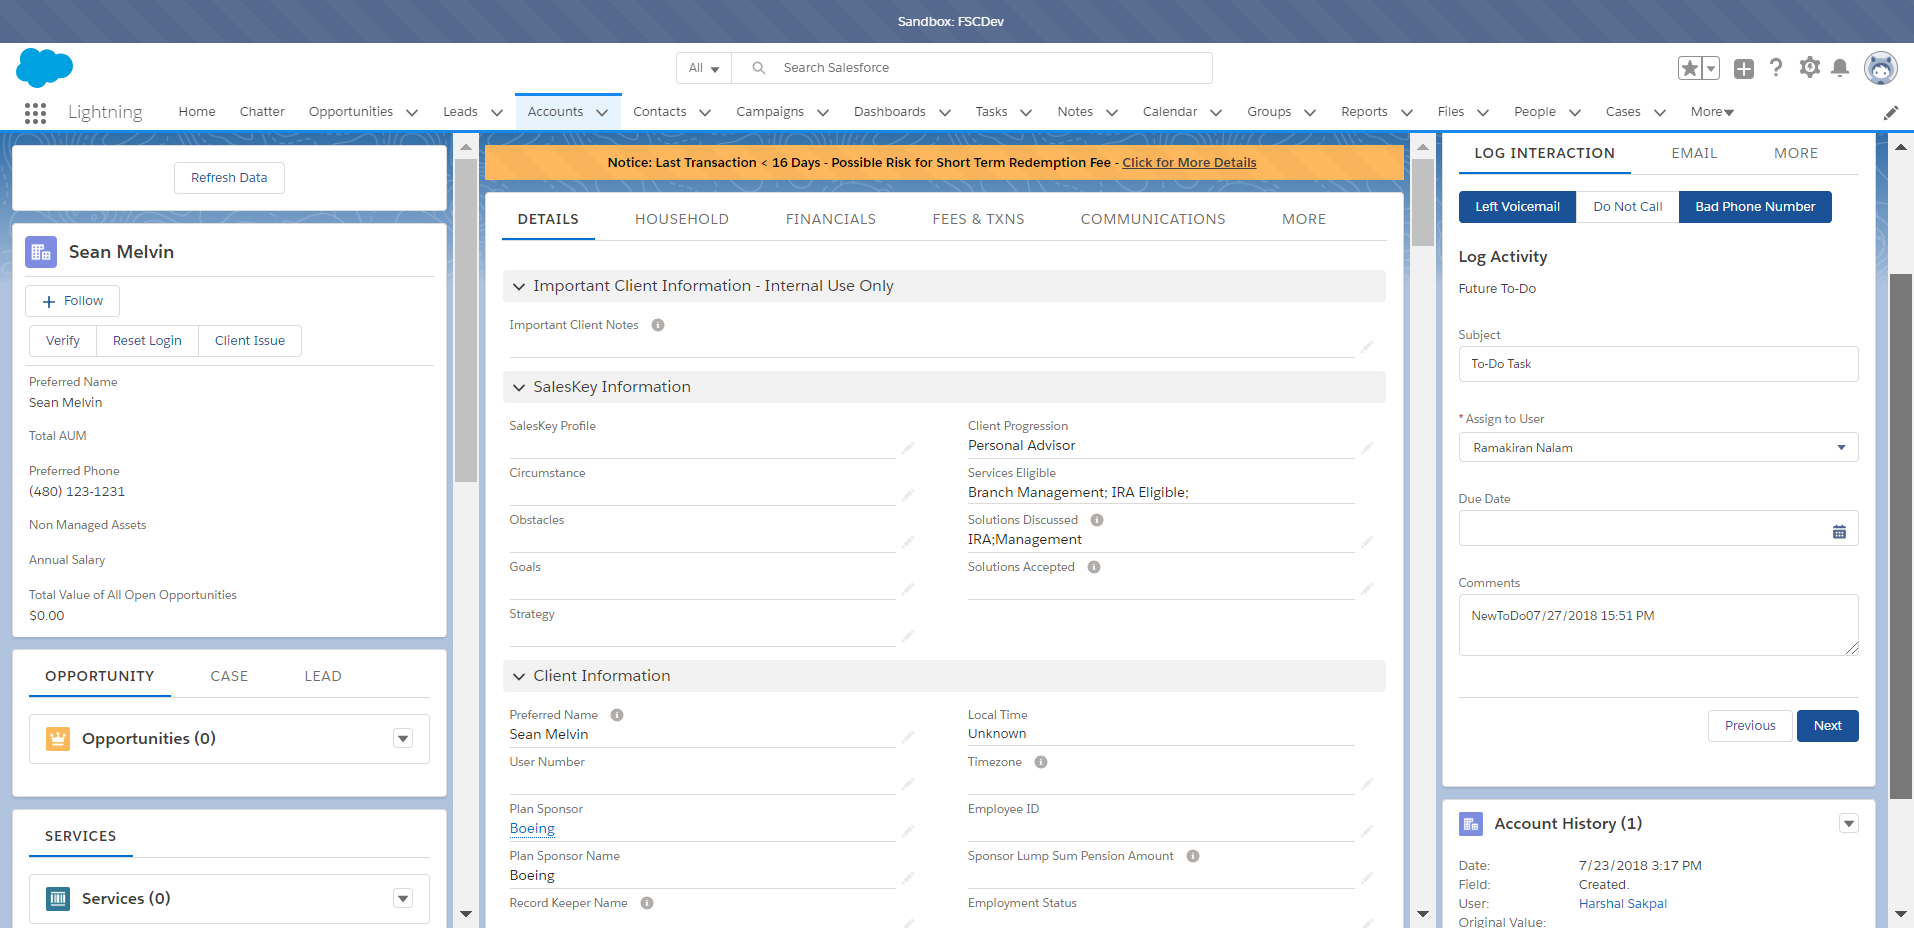 Sandbox: FSCDev
All
Search Salesforce
Lightning
Home Chatter Opportunities Leads Accounts Contacts Campaigns Dashboards Tasks Notes Calendar Groups Reports Files People Cases More
Refresh Data
Sean Melvin
Follow
Verify Reset Login Client Issue
Preferred Name
Sean Melvin
Total AUM
Preferred Phone
(480) 123-1231
Non Managed Assets
Annual Salary
Total Value of All Open Opportunities
$0.00
OPPORTUNITY CASE LEAD
Opportunities (0)
SERVICES
Services (0)
Notice: Last Transaction < 16 Days - Possible Risk for Short Term Redemption Fee - Click for More Details
DETAILS HOUSEHOLD FINANCIALS FEES & TXNS COMMUNICATIONS MORE
Important Client Information - Internal Use Only
Important Client Notes
SalesKey Information
SalesKey Profile
Circumstance
Obstacles
Goals
Strategy
Client Progression
Personal Advisor
Services Eligible
Branch Management; IRA Eligible;
Solutions Discussed
IRA;Management
Solutions Accepted
Client Information
Preferred Name
Sean Melvin
User Number
Plan Sponsor
Boeing
Plan Sponsor Name
Boeing
Record Keeper Name
Local Time
Unknown
Timezone
Employee ID
Sponsor Lump Sum Pension Amount
Employment Status
LOG INTERACTION EMAIL MORE
Left Voicemail Do Not Call Bad Phone Number
Log Activity
Future To-Do
Subject
To-Do Task
* Assign to User
Ramakiran Nalam
Due Date
Comments
NewToDo07/27/2018 15:51 PM
Previous Next
Account History (1)
Date: 7/23/2018 3:17 PM
Field: Created.
User: Harshal Sakpal
Original Value: